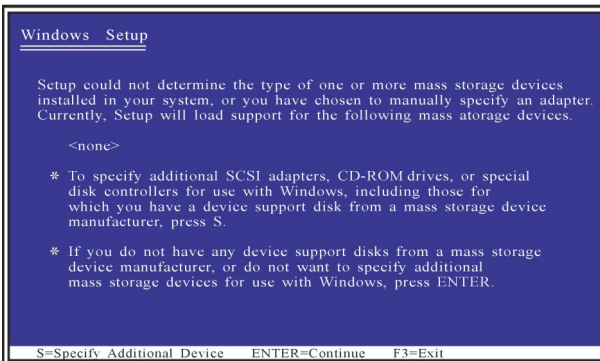 Windows Setup
Setup could not determine the type of one or more mass storage devices
installed in your system, or you have chosen to manually specify an adapter.
Currently, Setup will load support for the following mass atorage devices.
<none>
* To specify additional SCSI adapters, CD-ROM drives, or special
disk controllers for use with Windows, including those for
which you have a device support disk from a mass storage device
manufacturer, press S.
* If you do not have any device support disks from a mass storage
device manufacturer, or do not want to specify additional
mass storage devices for use with Windows, press ENTER.
S=Specify Additional Device ENTER=Continue F3=Exit